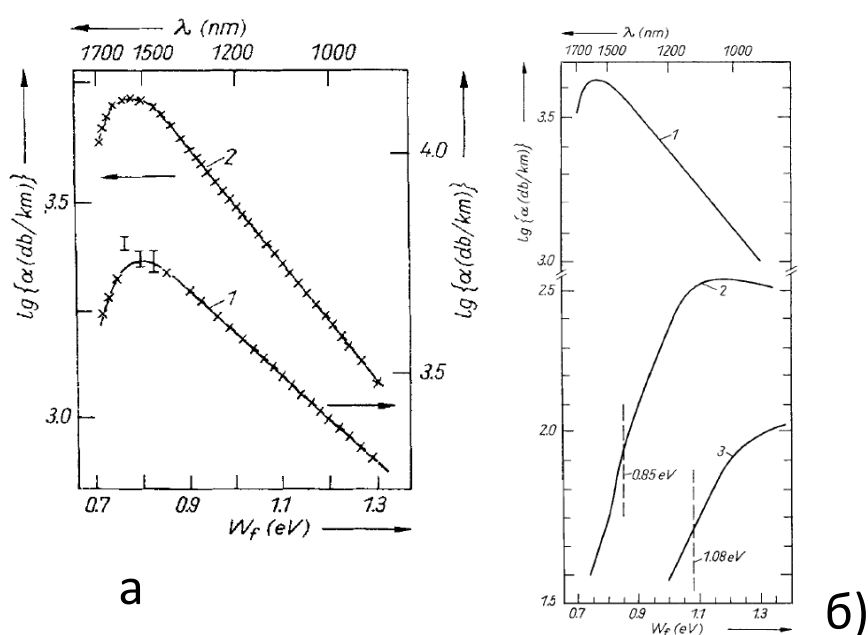 λ (nm)
1700 1500 1200 1000
lg {α(db/km)}
3.5
3.0
4.0
3.5
lg {α(db/km)}
2
1
0.7 0.9 1.1 1.3
W_f (eV)
а
λ (nm)
1700 1500 1200 1000
lg {α(db/km)}
3.5
3.0
2.5
2.0
1.5
1
2
3
0.85 eV
1.08 eV
0.7 0.9 1.1 1.3
W_f (eV)
б)